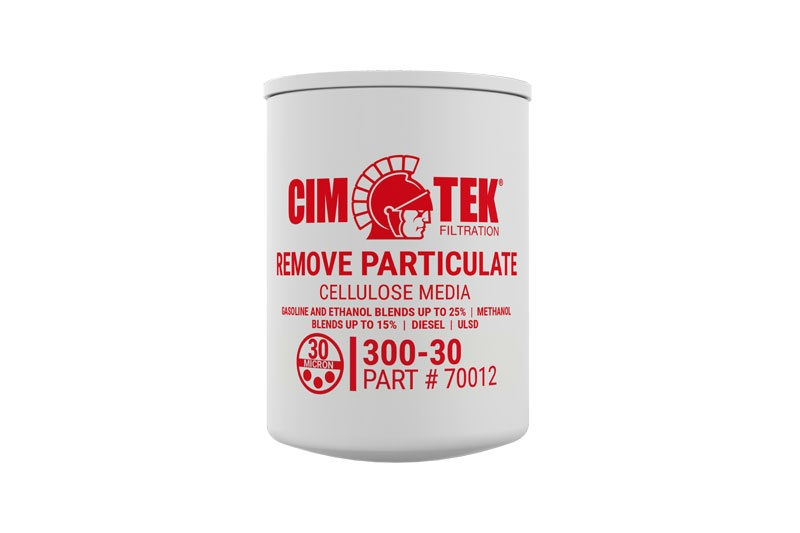 CIM TEK®
FILTRATION
REMOVE PARTICULATE
CELLULOSE MEDIA
GASOLINE AND ETHANOL BLENDS UP TO 25% | METHANOL
BLENDS UP TO 15% | DIESEL | ULSD
30
MICRON
300-30
PART # 70012